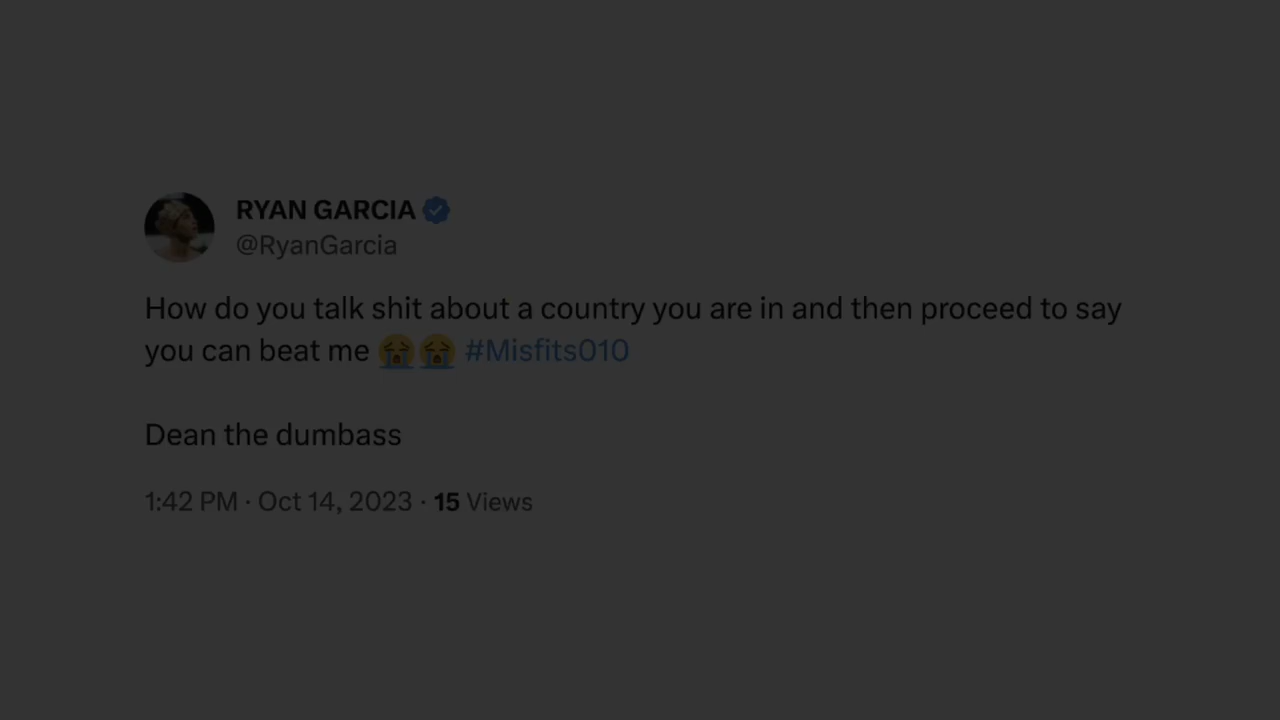 RYAN GARCIA
@RyanGarcia
How do you talk shit about a country you are in and then proceed to say
you can beat me 😭😭 #Misfits010
Dean the dumbass
1:42 PM · Oct 14, 2023 · 15 Views